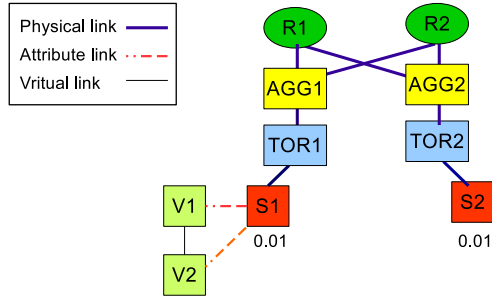 Physical link
Attribute link
Vritual link
R1
R2
AGG1
AGG2
TOR1
TOR2
V1
S1
S2
0.01
0.01
V2